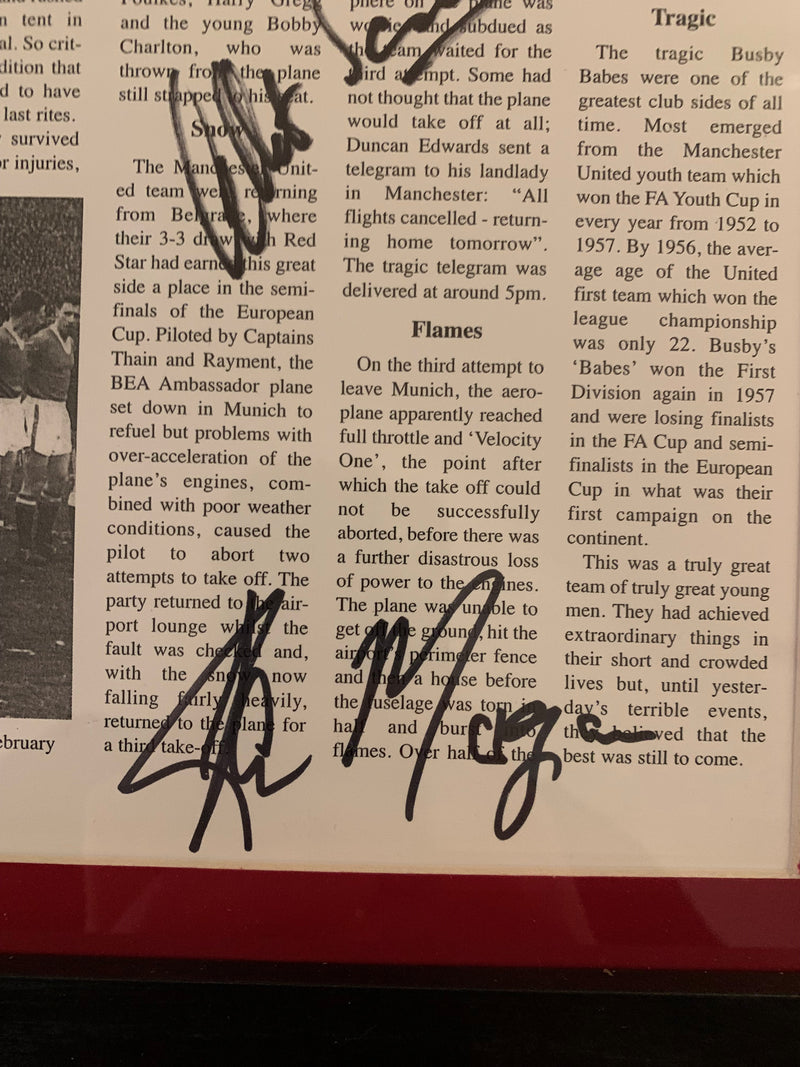 n tent in
al. So crit-
dition that
d to have
last rites.
survived
r injuries,
ebruary
Foulkes, Harry Gregg
and the young Bobby
Charlton, who was
thrown from the plane
still strapped to his seat.
Snow
The Manchester Unit-
ed team were returning
from Belgrade, where
their 3-3 draw with Red
Star had earned this great
side a place in the semi-
finals of the European
Cup. Piloted by Captains
Thain and Rayment, the
BEA Ambassador plane
set down in Munich to
refuel but problems with
over-acceleration of the
plane's engines, com-
bined with poor weather
conditions, caused the
pilot to abort two
attempts to take off. The
party returned to the air-
port lounge whilst the
fault was checked and,
with the snow now
falling fairly heavily,
returned to the plane for
a third take-off.
phere on plane was
and subdued as
the team waited for the
third attempt. Some had
not thought that the plane
would take off at all;
Duncan Edwards sent a
telegram to his landlady
in Manchester: "All
flights cancelled - return-
ing home tomorrow".
The tragic telegram was
delivered at around 5pm.
Flames
On the third attempt to
leave Munich, the aero-
plane apparently reached
full throttle and 'Velocity
One', the point after
which the take off could
not be successfully
aborted, before there was
a further disastrous loss
of power to the engines.
The plane was unable to
get off the ground, hit the
airport's perimeter fence
and then a house before
the fuselage was torn in
half and burst into
flames. Over half of the
Tragic
The tragic Busby
Babes were one of the
greatest club sides of all
time. Most emerged
from the Manchester
United youth team which
won the FA Youth Cup in
every year from 1952 to
1957. By 1956, the aver-
age age of the United
first team which won the
league championship
was only 22. Busby's
'Babes' won the First
Division again in 1957
and were losing finalists
in the FA Cup and semi-
finalists in the European
Cup in what was their
first campaign on the
continent.
This was a truly great
team of truly great young
men. They had achieved
extraordinary things in
their short and crowded
lives but, until yester-
day's terrible events,
they believed that the
best was still to come.